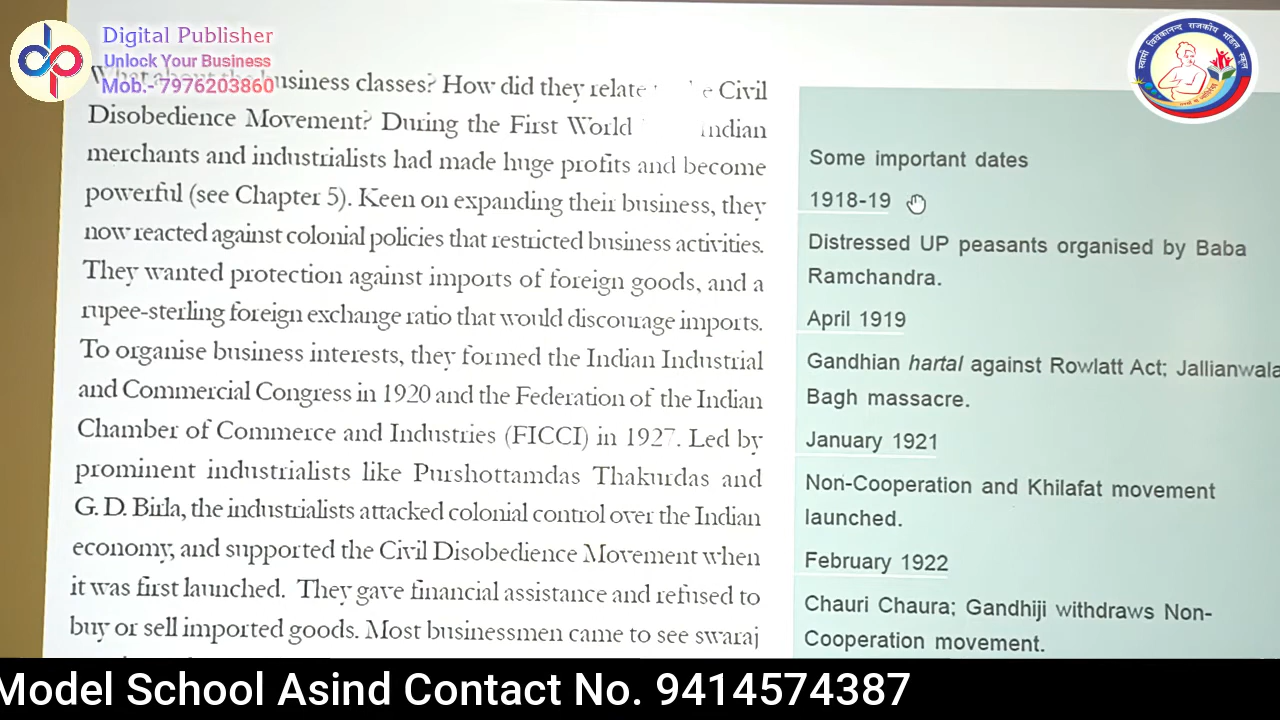 Digital Publisher
Unlock Your Business
Mob.- 7976203860
What about the business classes? How did they relate Civil
Disobedience Movement? During the First World Indian
merchants and industrialists had made huge profits and become
powerful (see Chapter 5). Keen on expanding their business, they
now reacted against colonial policies that restricted business activities.
They wanted protection against imports of foreign goods, and a
rupee-sterling foreign exchange ratio that would discourage imports.
To organise business interests, they formed the Indian Industrial
and Commercial Congress in 1920 and the Federation of the Indian
Chamber of Commerce and Industries (FICCI) in 1927. Led by
prominent industrialists like Purshottamdas Thakurdas and
G. D. Birla, the industrialists attacked colonial control over the Indian
economy, and supported the Civil Disobedience Movement when
it was first launched. They gave financial assistance and refused to
buy or sell imported goods. Most businessmen came to see swaraj
स्वामी विवेकानन्द राजकीय मॉडल स्कूल
Some important dates
1918-19
Distressed UP peasants organised by Baba
Ramchandra.
April 1919
Gandhian hartal against Rowlatt Act; Jallianwala
Bagh massacre.
January 1921
Non-Cooperation and Khilafat movement
launched.
February 1922
Chauri Chaura; Gandhiji withdraws Non-
Cooperation movement.
Model School Asind Contact No. 9414574387